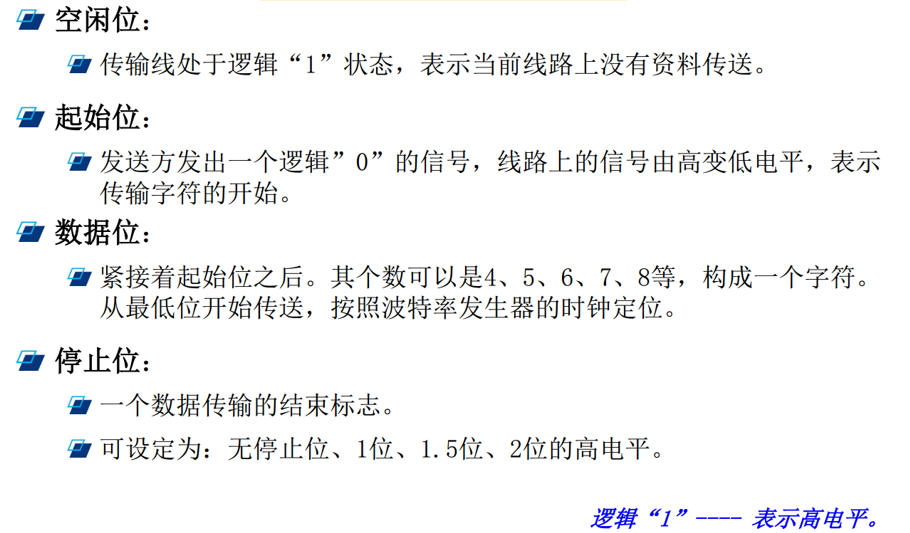 空闲位：
传输线处于逻辑“1”状态，表示当前线路上没有资料传送。
起始位：
发送方发出一个逻辑”0”的信号，线路上的信号由高变低电平，表示
传输字符的开始。
数据位：
紧接着起始位之后。其个数可以是4、5、6、7、8等，构成一个字符。
从最低位开始传送，按照波特率发生器的时钟定位。
停止位：
一个数据传输的结束标志。
可设定为：无停止位、1位、1.5位、2位的高电平。
逻辑“1”---- 表示高电平。